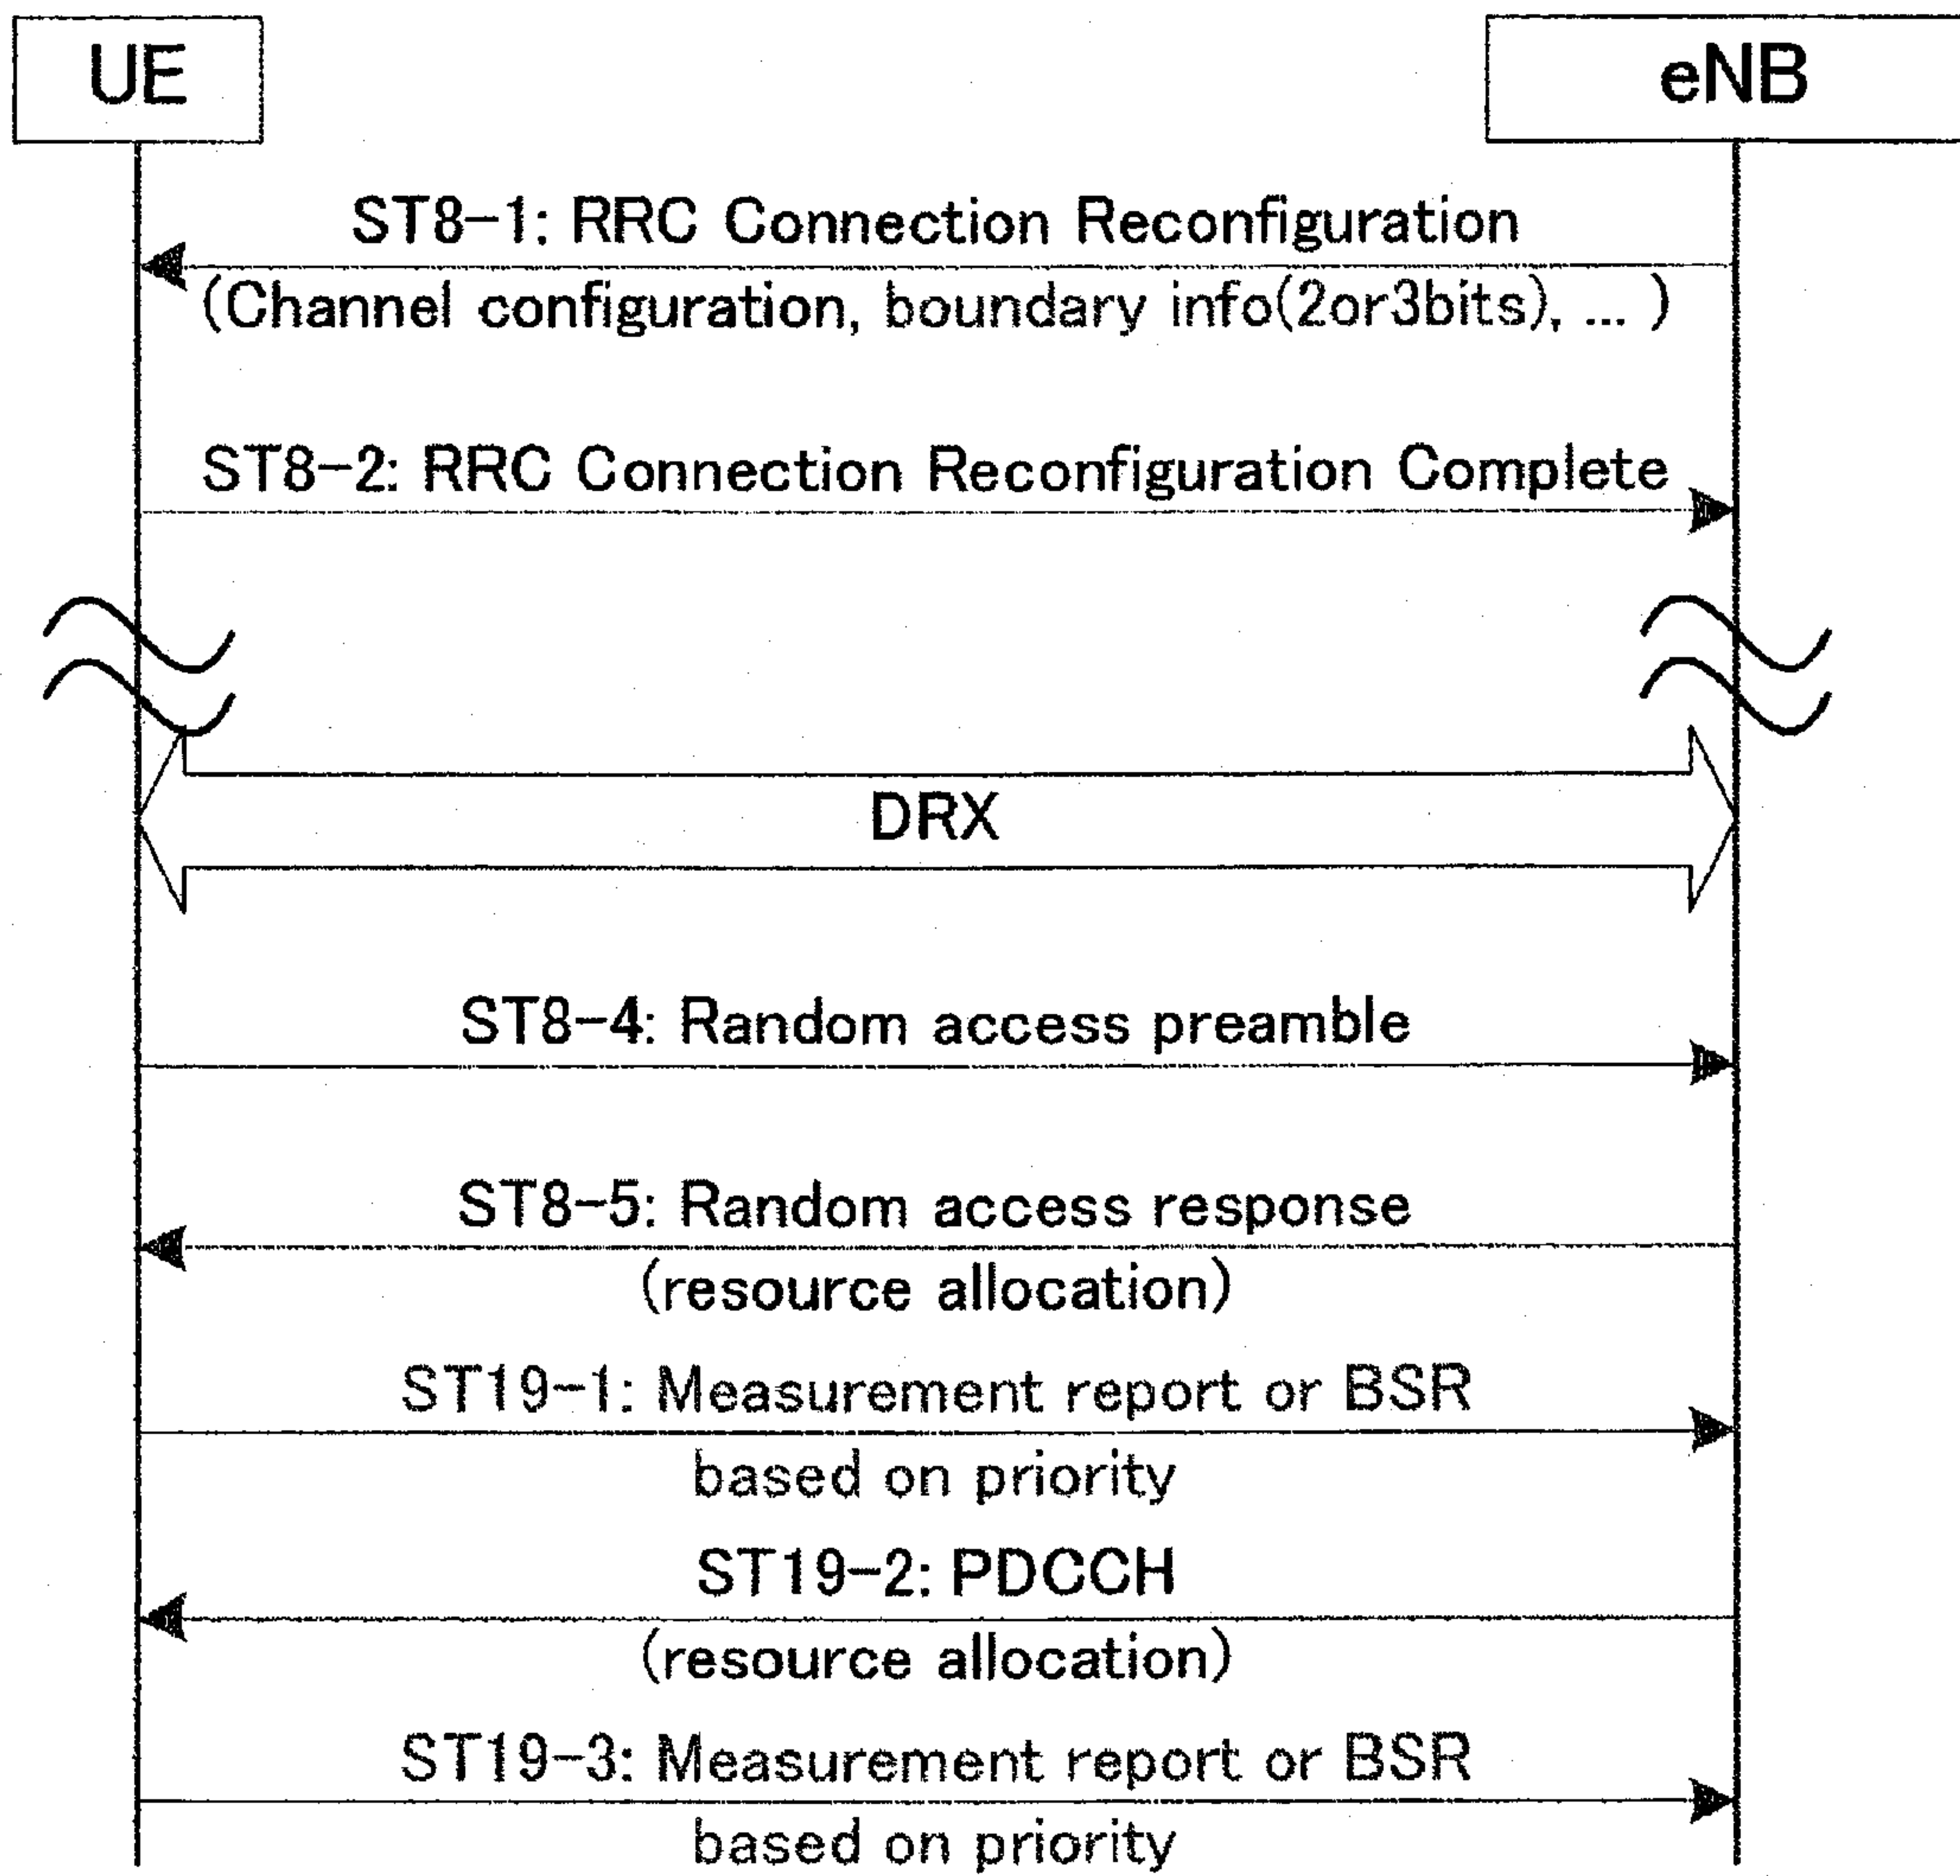 UE
eNB
ST8-1: RRC Connection Reconfiguration
(Channel configuration, boundary info(2or3bits), ... )
ST8-2: RRC Connection Reconfiguration Complete
DRX
ST8-4: Random access preamble
ST8-5: Random access response
(resource allocation)
ST19-1: Measurement report or BSR
based on priority
ST19-2: PDCCH
(resource allocation)
ST19-3: Measurement report or BSR
based on priority